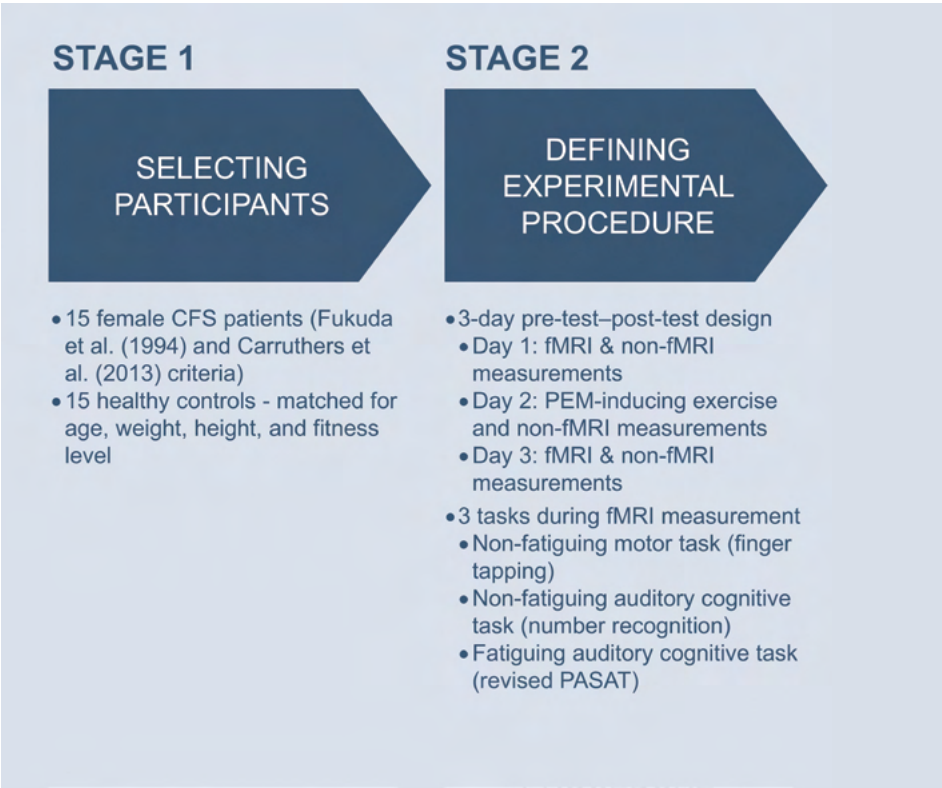 STAGE 1
SELECTING
PARTICIPANTS
•15 female CFS patients (Fukuda
et al. (1994) and Carruthers et
al. (2013) criteria)
•15 healthy controls - matched for
age, weight, height, and fitness
level
STAGE 2
DEFINING
EXPERIMENTAL
PROCEDURE
•3-day pre-test–post-test design
•Day 1: fMRI & non-fMRI
measurements
•Day 2: PEM-inducing exercise
and non-fMRI measurements
•Day 3: fMRI & non-fMRI
measurements
•3 tasks during fMRI measurement
•Non-fatiguing motor task (finger
tapping)
•Non-fatiguing auditory cognitive
task (number recognition)
•Fatiguing auditory cognitive task
(revised PASAT)